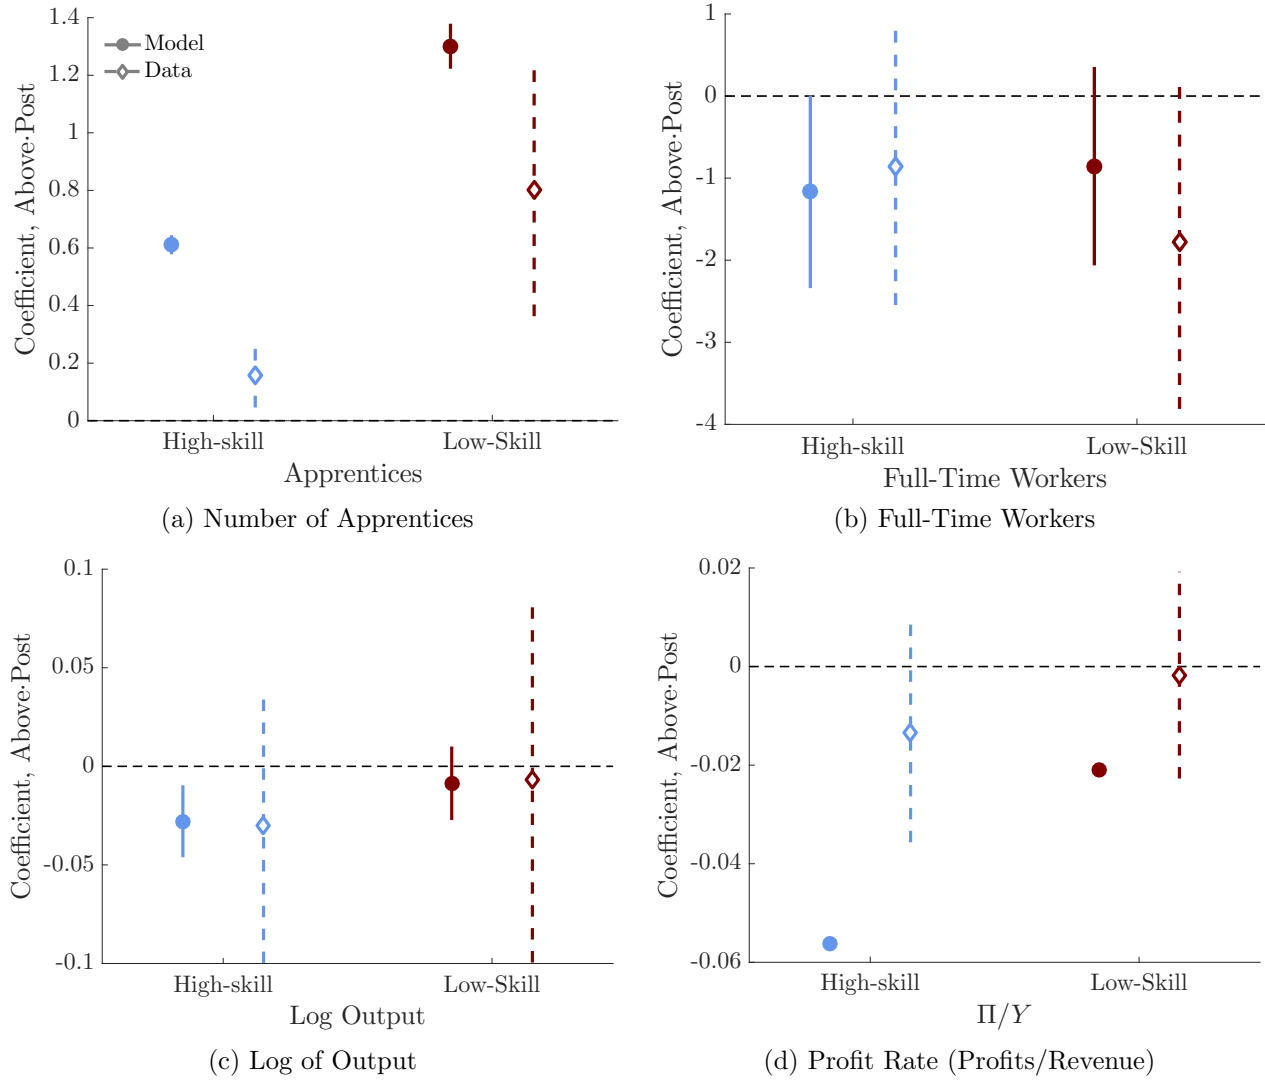 1.4
1.2
1
0.8
0.6
0.4
0.2
0
Coefficient, Above·Post
Model
Data
High-skill
Low-Skill
Apprentices
(a) Number of Apprentices
1
0
-1
-2
-3
-4
Coefficient, Above·Post
High-skill
Low-Skill
Full-Time Workers
(b) Full-Time Workers
0.1
0.05
0
-0.05
-0.1
Coefficient, Above·Post
High-skill
Low-Skill
Log Output
(c) Log of Output
0.02
0
-0.02
-0.04
-0.06
Coefficient, Above·Post
High-skill
Low-Skill
Π/Y
(d) Profit Rate (Profits/Revenue)